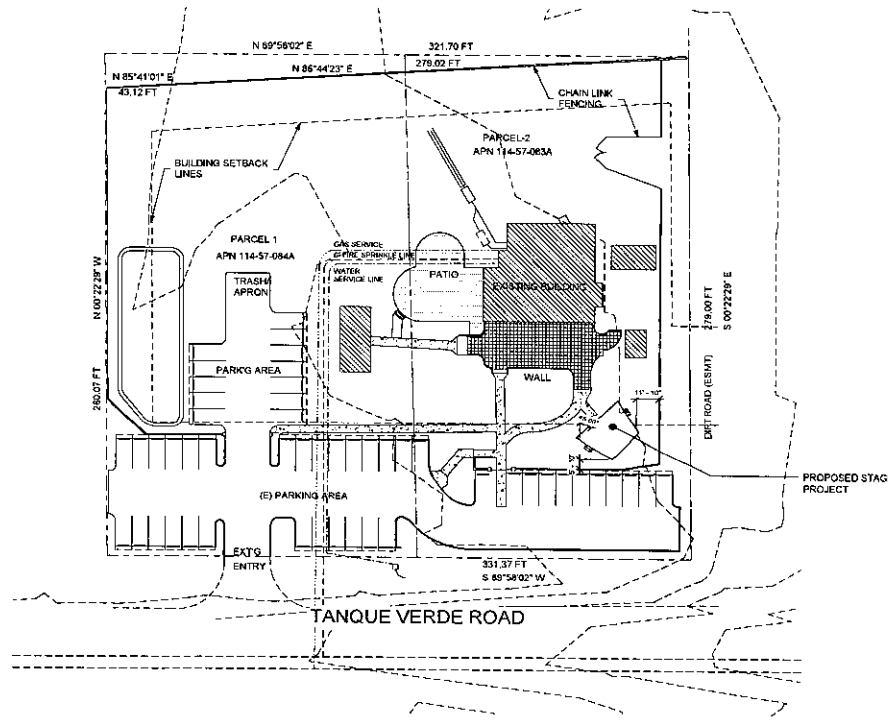 N 89°58'02" E
321.70 FT
N 85°41'01" E
N 86°44'23" E
279.02 FT
43.12 FT
CHAIN LINK
FENCING
PARCEL-2
APN 114-57-063A
BUILDING SETBACK
LINES
PARCEL 1
APN 114-57-064A
GAS SERVICE
FIRE SPRINKLE LINE
WATER
SERVICE LINE
TRASH/
APRON
PATIO
EXISTING BUILDING
N 00°22'29" W
260.07 FT
279.00 FT
S 00°22'29" E
DIRT ROAD (ESMT)
PARK'G AREA
WALL
11' - 10"
PROPOSED STAG
PROJECT
(E) PARKING AREA
EXT'G
ENTRY
331.37 FT
S 89°58'02" W
TANQUE VERDE ROAD